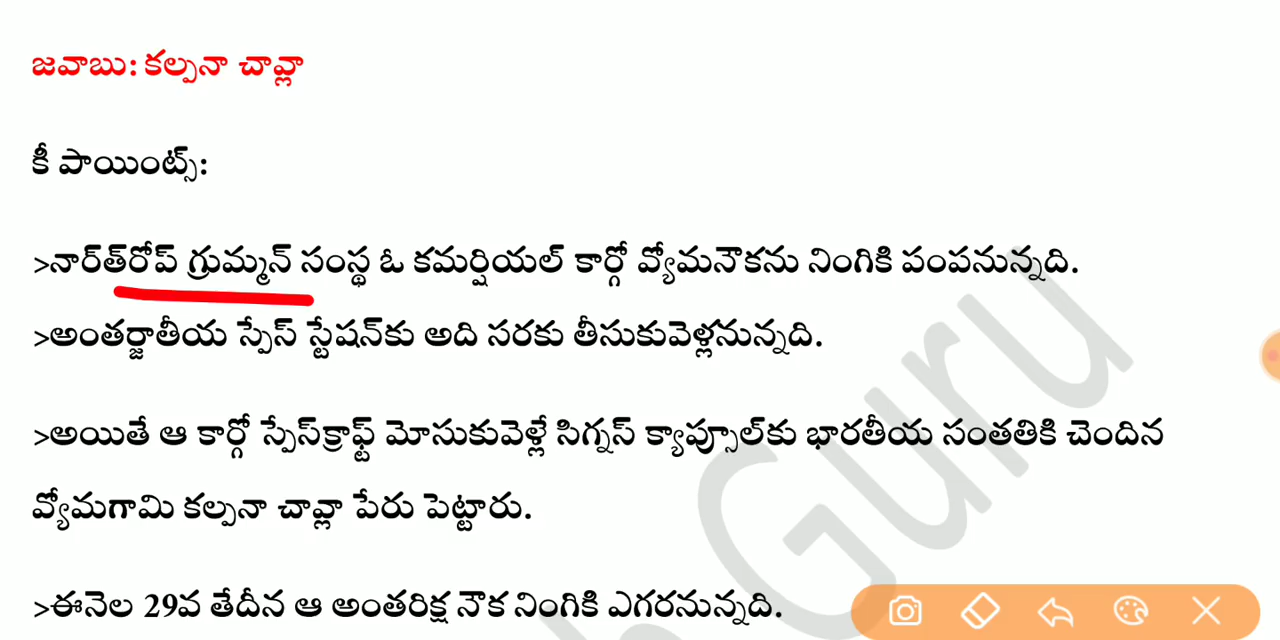 జవాబు: కల్పనా చావ్లా
కీ పాయింట్స్:
>నార్త్‌రోప్ గ్రుమ్మన్ సంస్థ ఓ కమర్షియల్ కార్గో వ్యోమనౌకను నింగికి పంపనున్నది.
>అంతర్జాతీయ స్పేస్ స్టేషన్‌కు అది సరకు తీసుకువెళ్లనున్నది.
>అయితే ఆ కార్గో స్పేస్‌క్రాఫ్ట్ మోసుకువెళ్లే సిగ్నస్ క్యాప్సూల్‌కు భారతీయ సంతతికి చెందిన
వ్యోమగామి కల్పనా చావ్లా పేరు పెట్టారు.
>ఈనెల 29వ తేదీన ఆ అంతరిక్ష నౌక నింగికి ఎగరనున్నది.
Guru